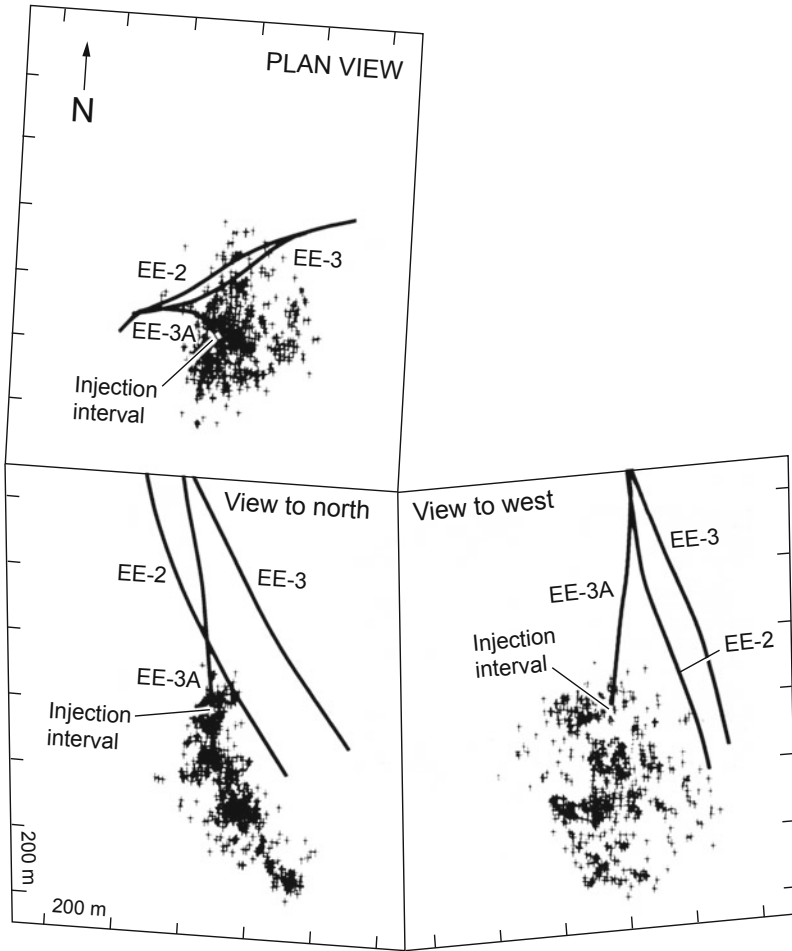 PLAN VIEW
N
EE-2
EE-3
EE-3A
Injection
interval
View to north
EE-2
EE-3
EE-3A
Injection
interval
200 m
200 m
View to west
EE-3
EE-3A
Injection
interval
EE-2